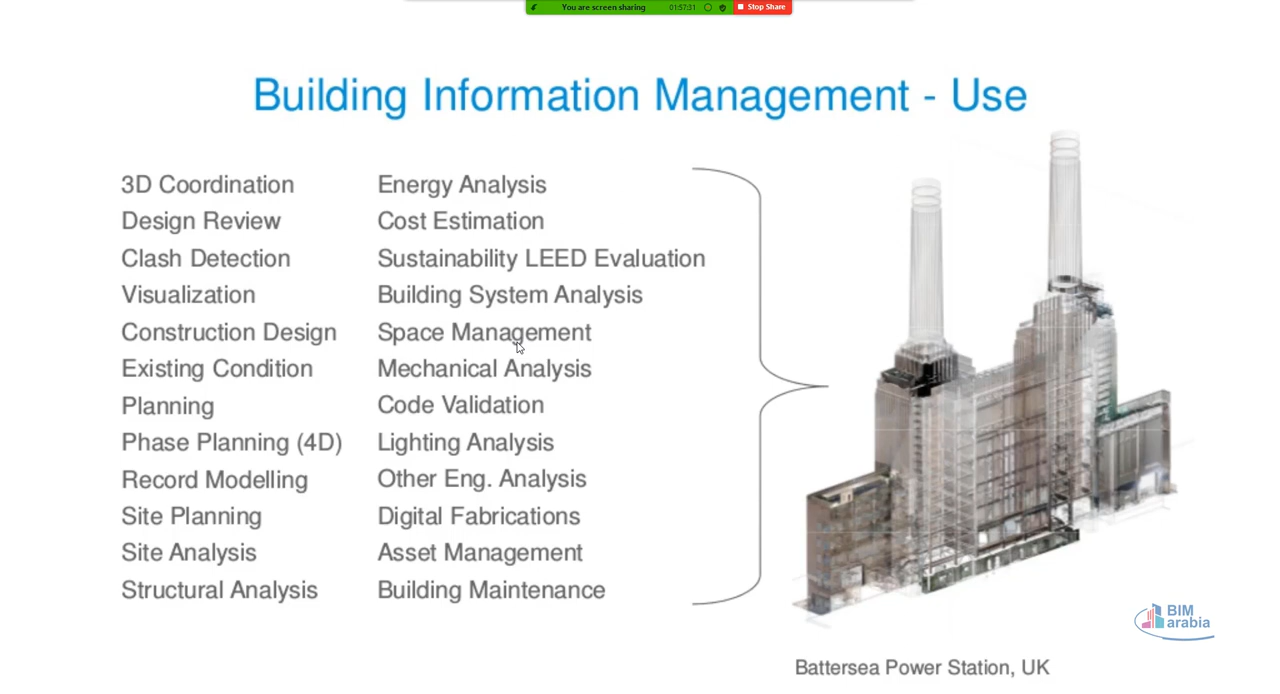 You are screen sharing 01:57:31 Stop Share
Building Information Management - Use
3D Coordination
Design Review
Clash Detection
Visualization
Construction Design
Existing Condition
Planning
Phase Planning (4D)
Record Modelling
Site Planning
Site Analysis
Structural Analysis
Energy Analysis
Cost Estimation
Sustainability LEED Evaluation
Building System Analysis
Space Management
Mechanical Analysis
Code Validation
Lighting Analysis
Other Eng. Analysis
Digital Fabrications
Asset Management
Building Maintenance
BIM
arabia
Battersea Power Station, UK